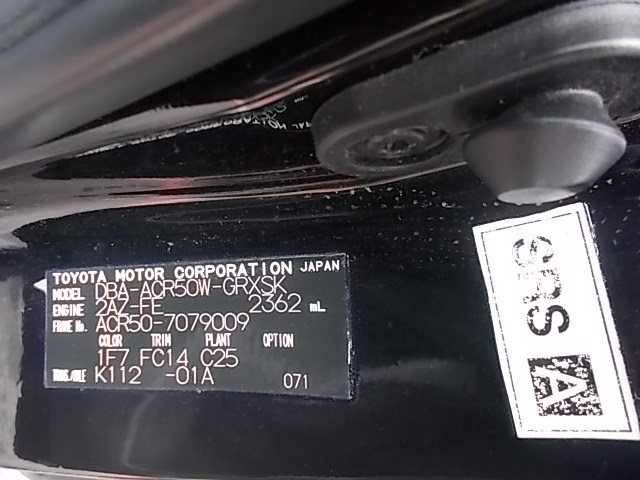 TOYOTA MOTOR CORPORATION JAPAN
MODEL DBA-ACR50W-GRXSK
ENGINE 2AZ-FE 2362 mL
FRAME No. ACR50-7079009
COLOR TRIM PLANT OPTION
1F7 FC14 C25
TRANS/AXLE K112 -01A 071
SRS A